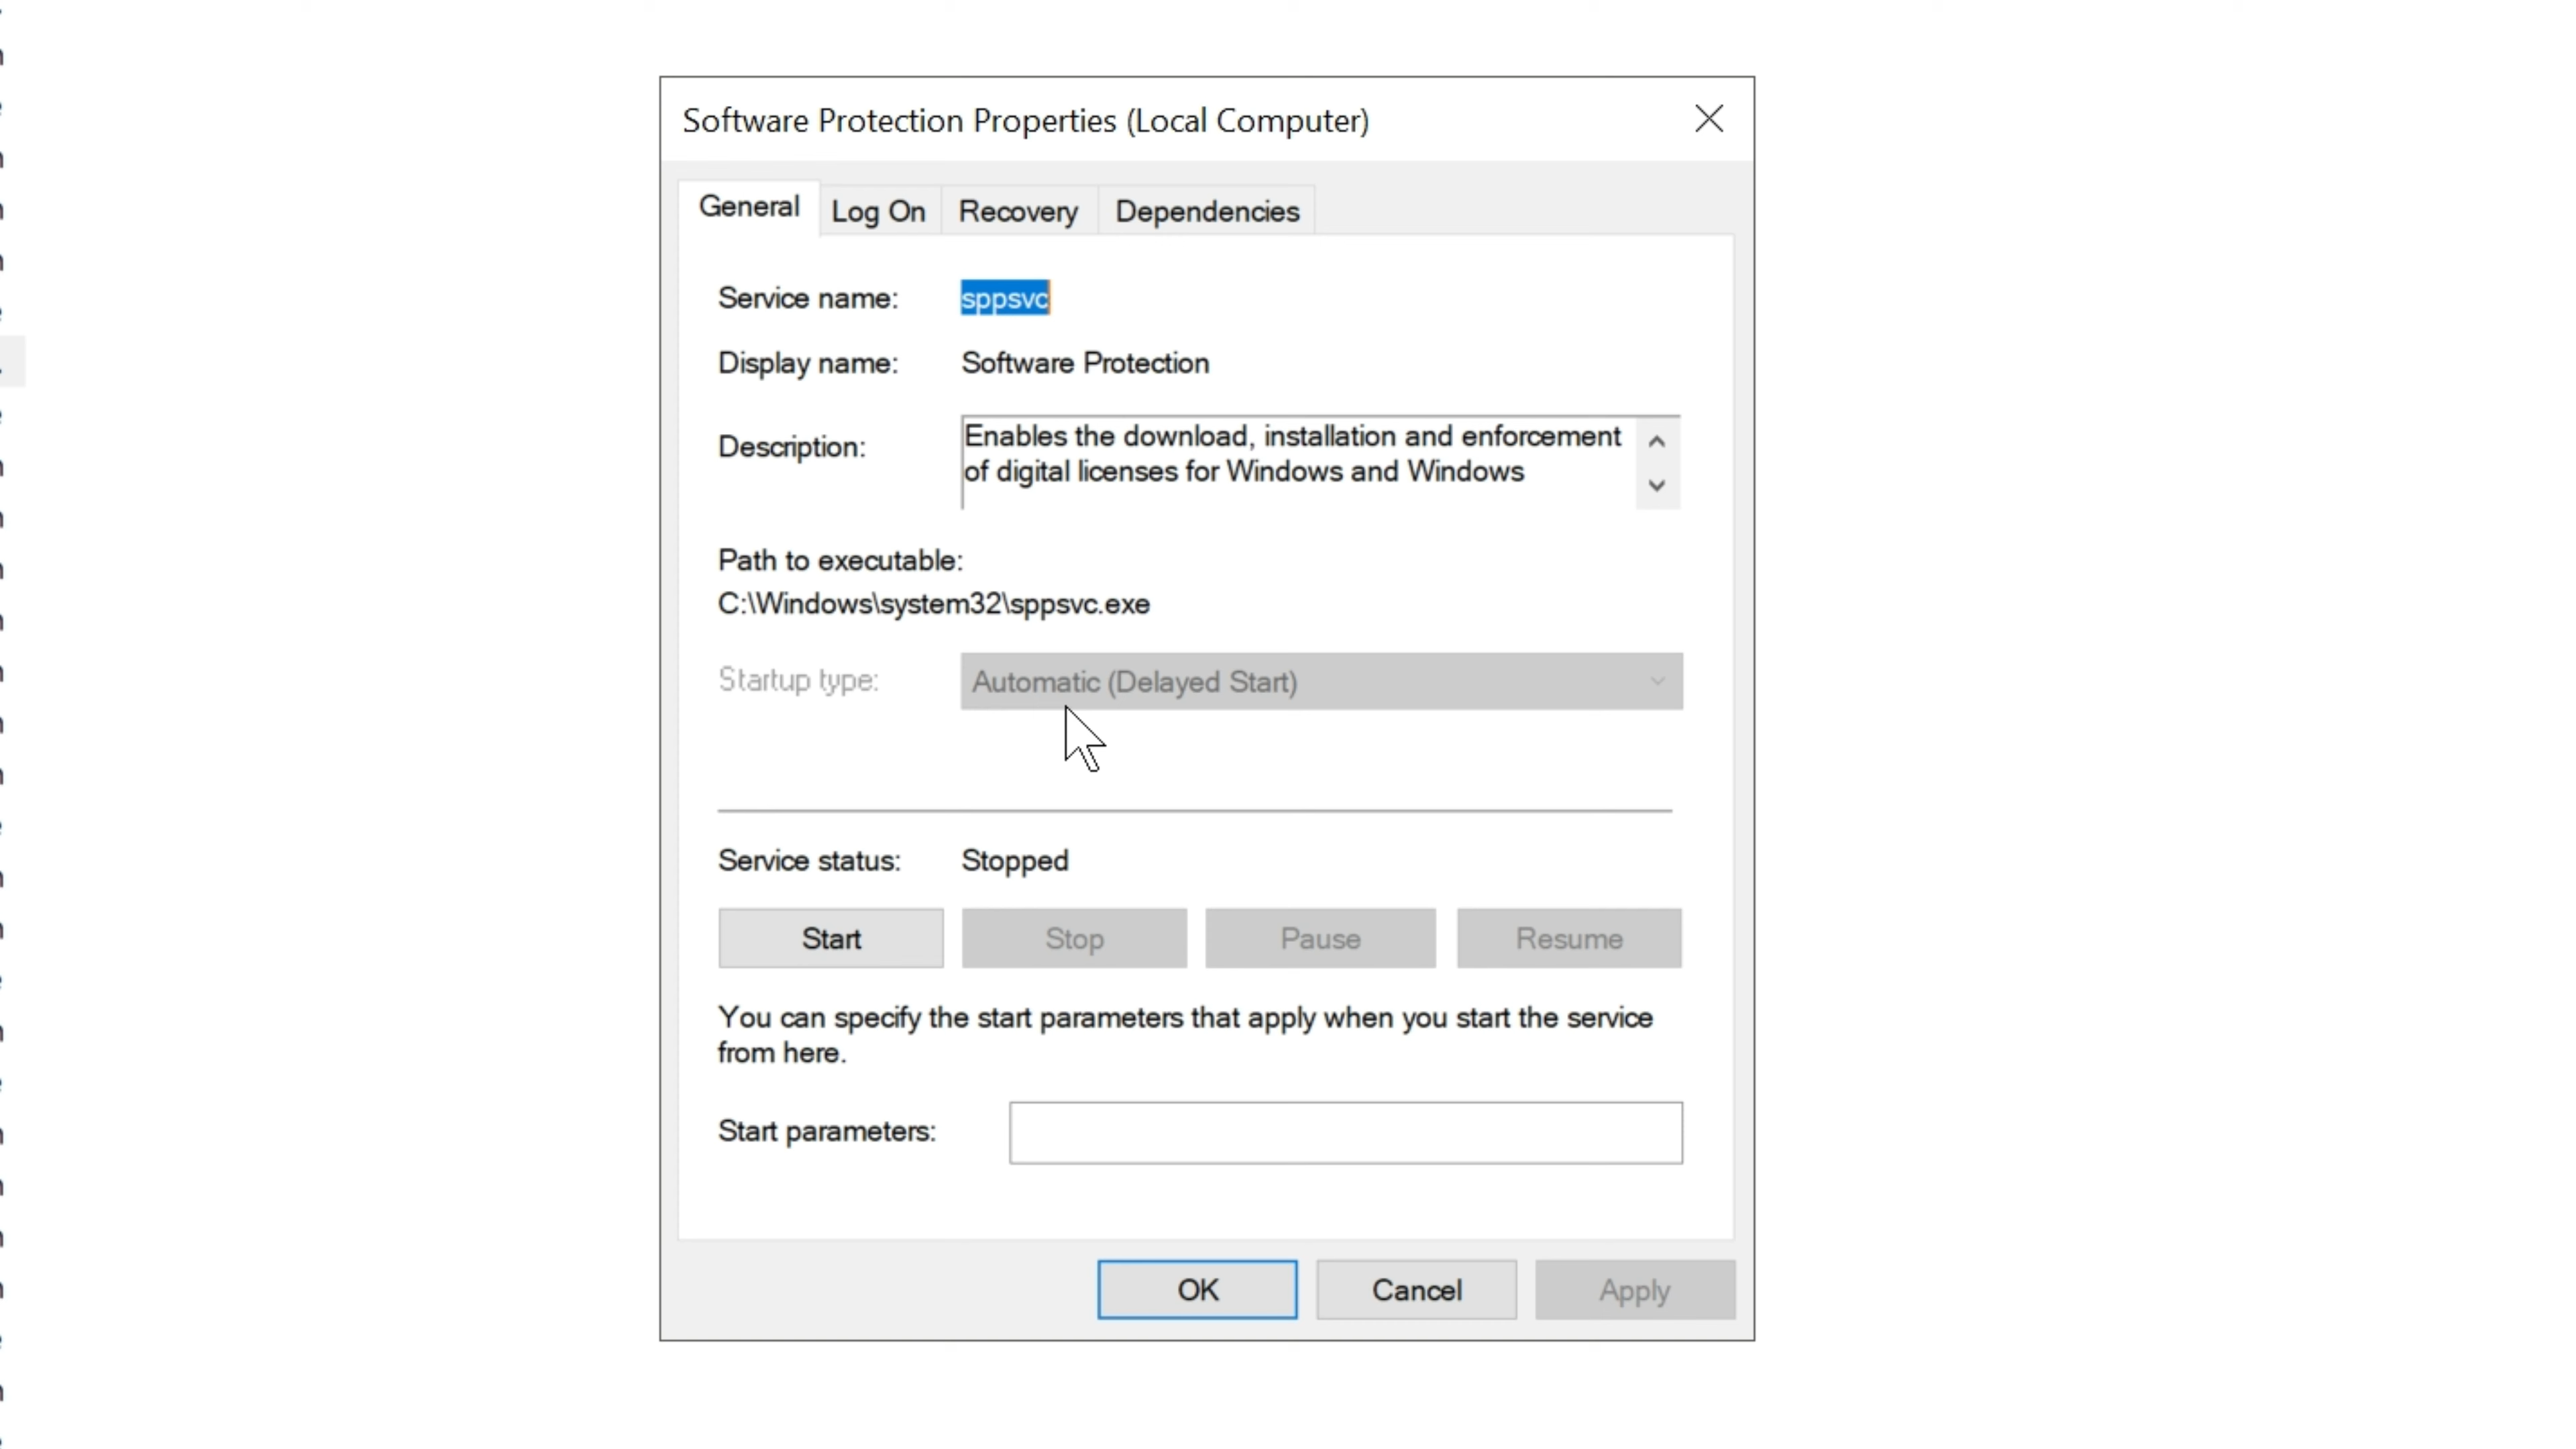 Software Protection Properties (Local Computer)
General Log On Recovery Dependencies
Service name: sppsvc
Display name: Software Protection
Description: Enables the download, installation and enforcement
of digital licenses for Windows and Windows
Path to executable:
C:\Windows\system32\sppsvc.exe
Startup type: Automatic (Delayed Start)
Service status: Stopped
Start Stop Pause Resume
You can specify the start parameters that apply when you start the service
from here.
Start parameters:
OK Cancel Apply